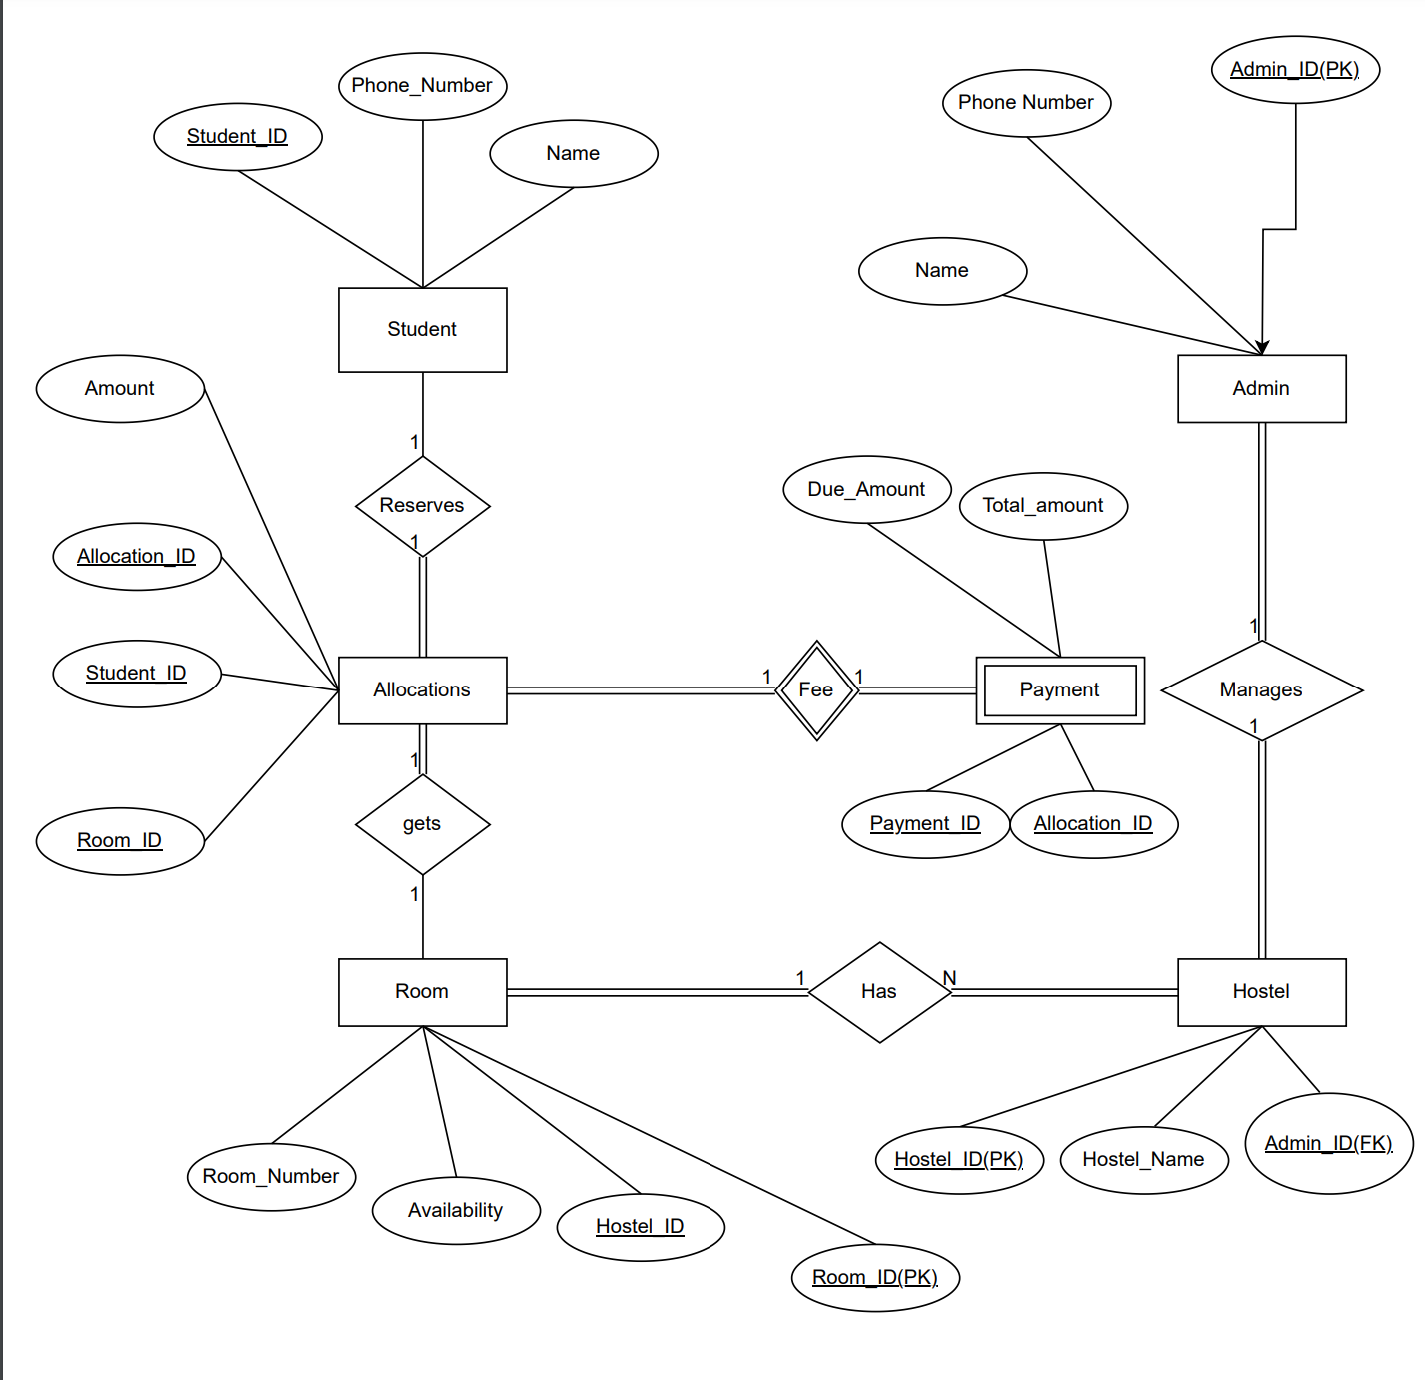 Admin_ID(PK)
Phone_Number
Phone Number
Student_ID
Name
Name
Student
Amount
Admin
1
Reserves
1
Due_Amount
Total_amount
Allocation_ID
Student_ID
1
Allocations
1
Fee
1
Payment
Manages
1
1
gets
Payment_ID
Allocation_ID
Room_ID
1
Room
1
Has
N
Hostel
Room_Number
Availability
Hostel_ID
Room_ID(PK)
Hostel_ID(PK)
Hostel_Name
Admin_ID(FK)